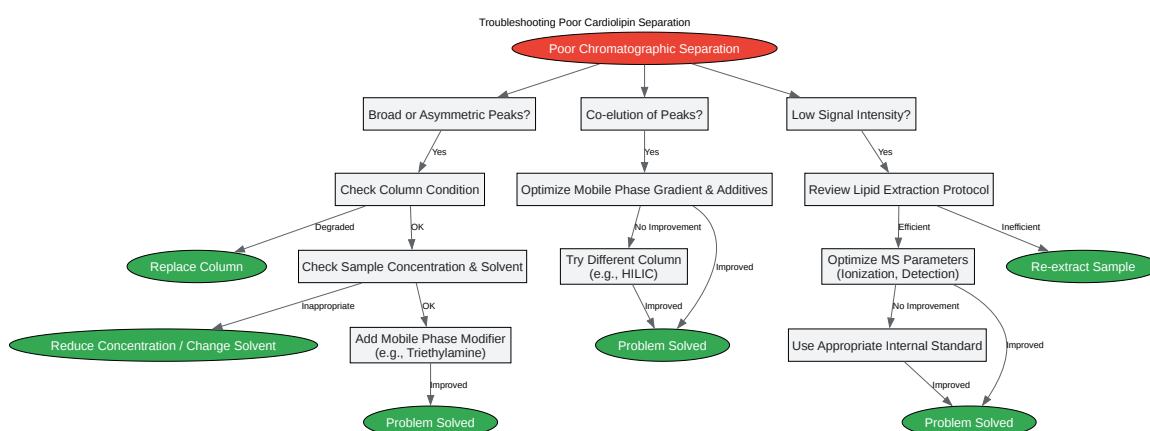 Troubleshooting Poor Cardiolipin Separation
Poor Chromatographic Separation
Broad or Asymmetric Peaks?
Co-elution of Peaks?
Low Signal Intensity?
Yes
Yes
Yes
Check Column Condition
Optimize Mobile Phase Gradient & Additives
Review Lipid Extraction Protocol
Degraded
OK
No Improvement
Efficient
Inefficient
Replace Column
Check Sample Concentration & Solvent
Try Different Column
(e.g., HILIC)
Improved
Optimize MS Parameters
(Ionization, Detection)
Re-extract Sample
Inappropriate
OK
Improved
No Improvement
Reduce Concentration / Change Solvent
Add Mobile Phase Modifier
(e.g., Triethylamine)
Problem Solved
Use Appropriate Internal Standard
Improved
Improved
Improved
Problem Solved
Problem Solved